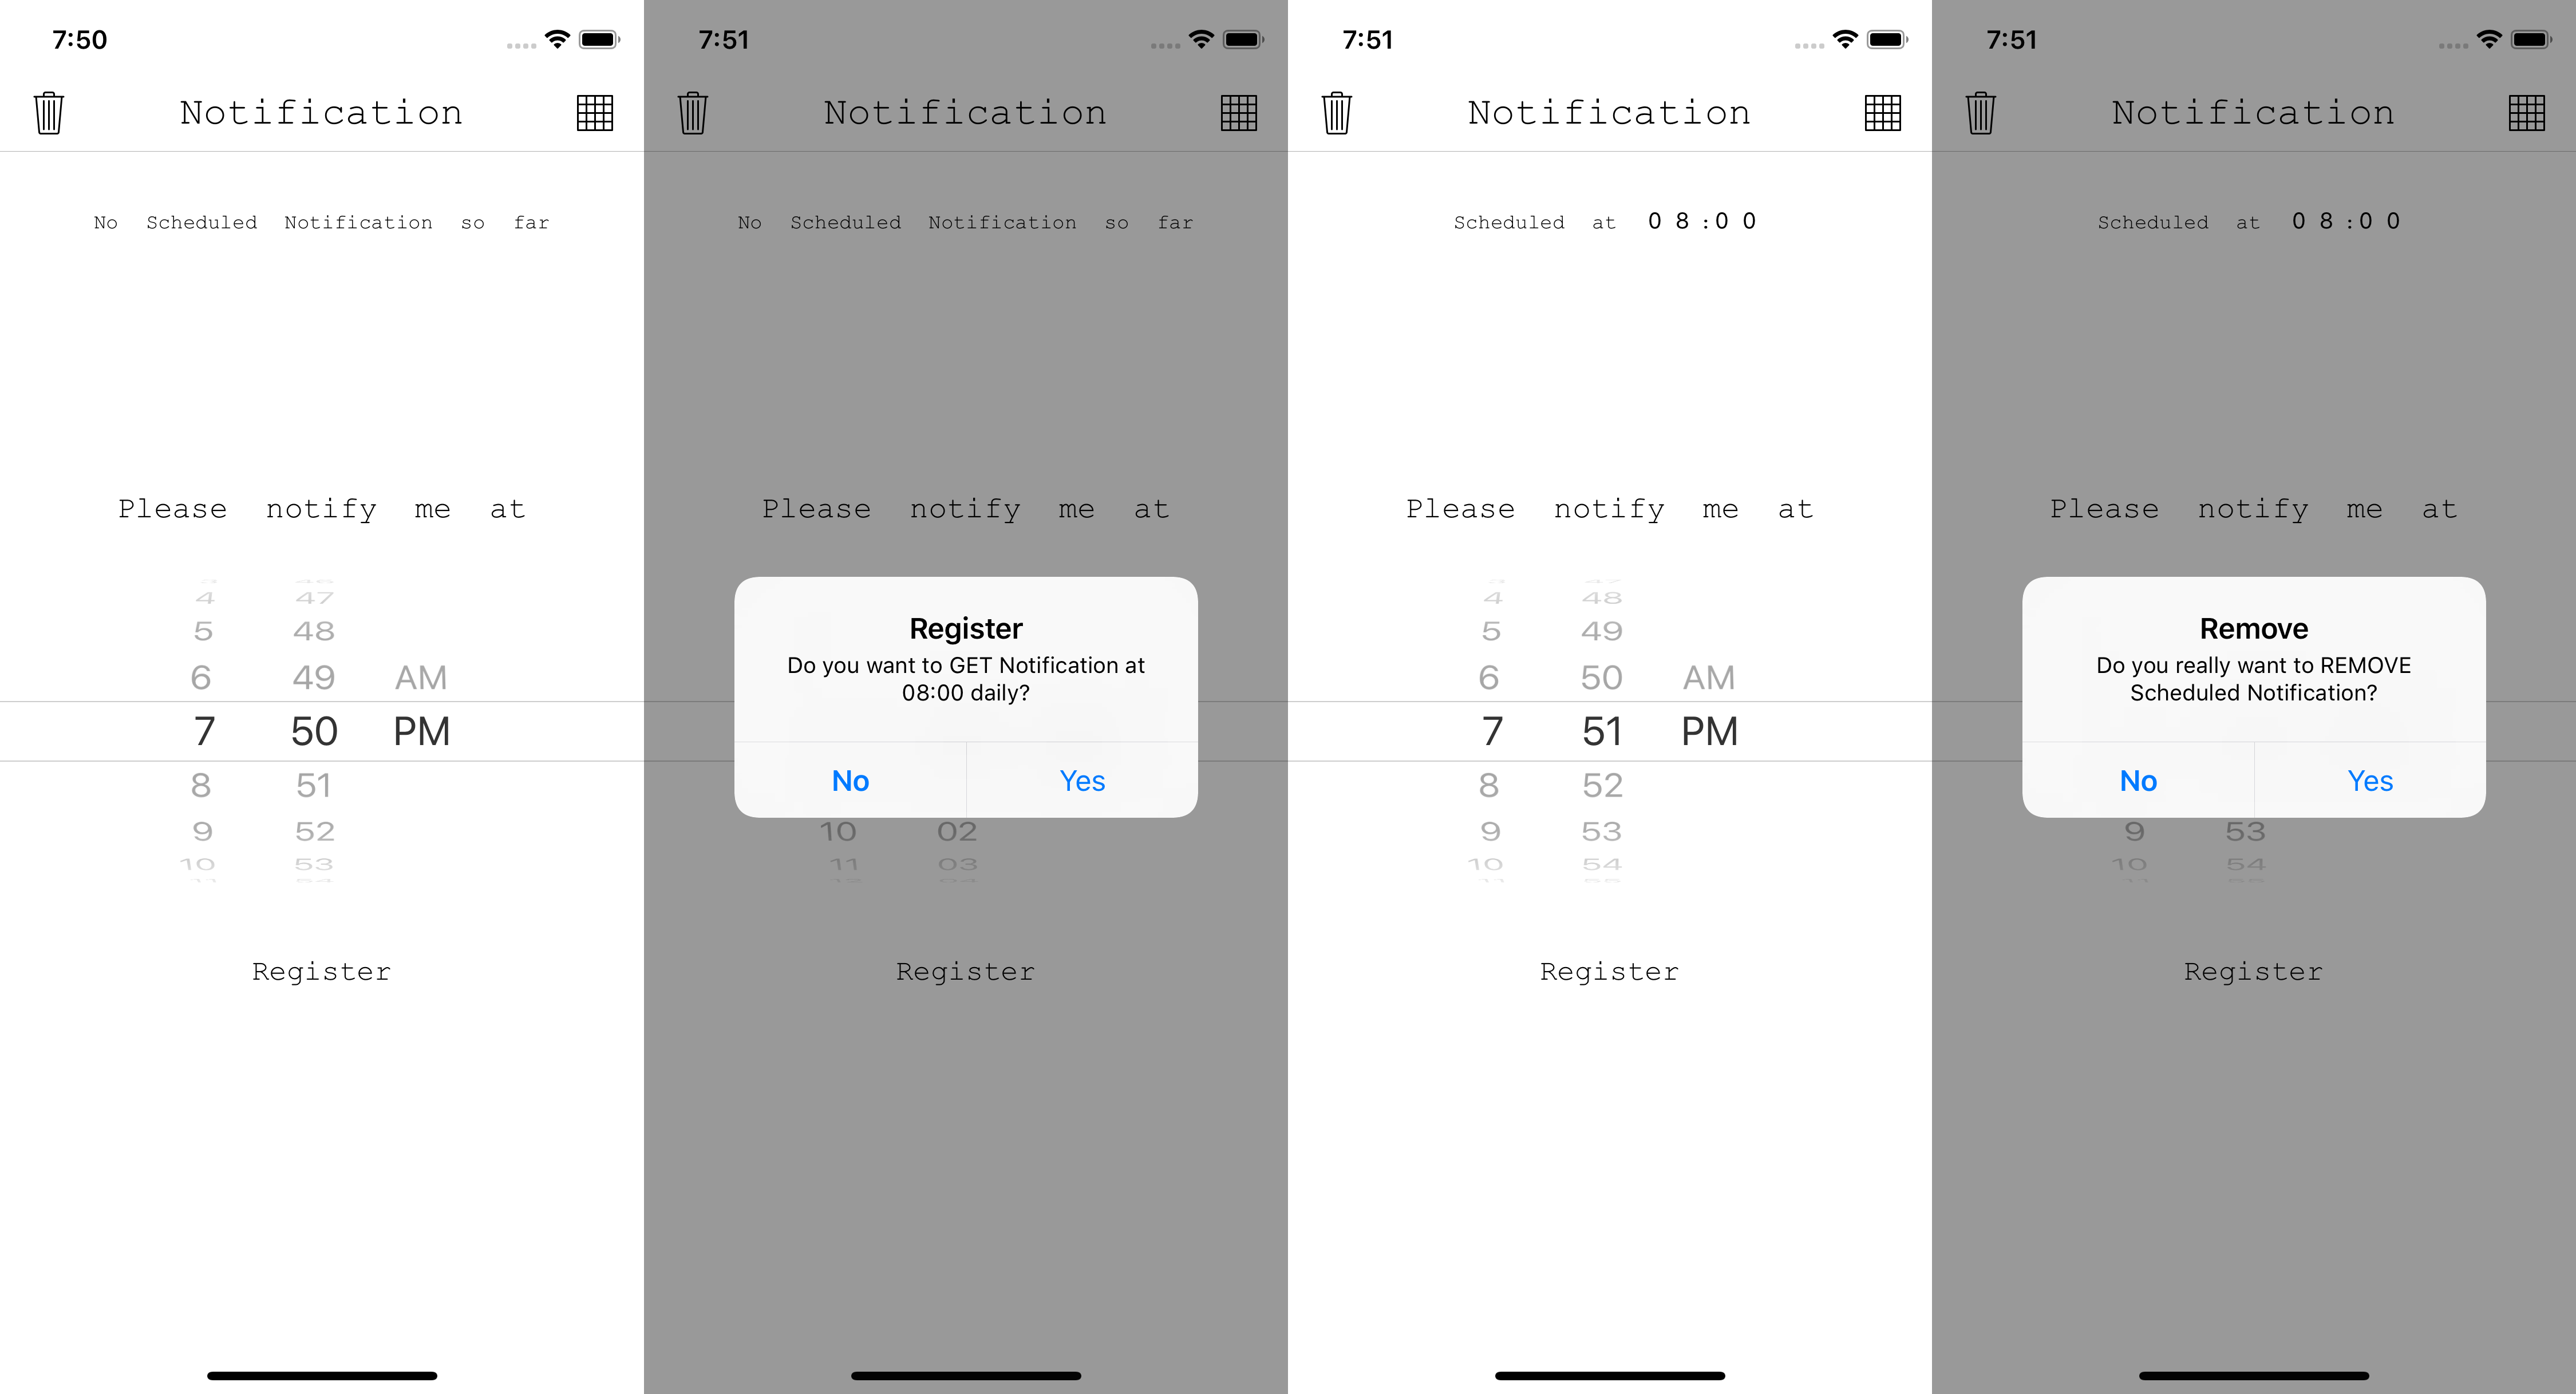 7:50
Notification
No Scheduled Notification so far
Please notify me at
4 47
5 48
6 49 AM
7 50 PM
8 51
9 52
10 53
Register
7:51
Notification
No Scheduled Notification so far
Please notify me at
Register
Do you want to GET Notification at
08:00 daily?
No Yes
10 02
11 03
Register
7:51
Notification
Scheduled at 08:00
Please notify me at
4 48
5 49
6 50 AM
7 51 PM
8 52
9 53
10 54
Register
7:51
Notification
Scheduled at 08:00
Please notify me at
Remove
Do you really want to REMOVE
Scheduled Notification?
No Yes
9 53
10 54
Register